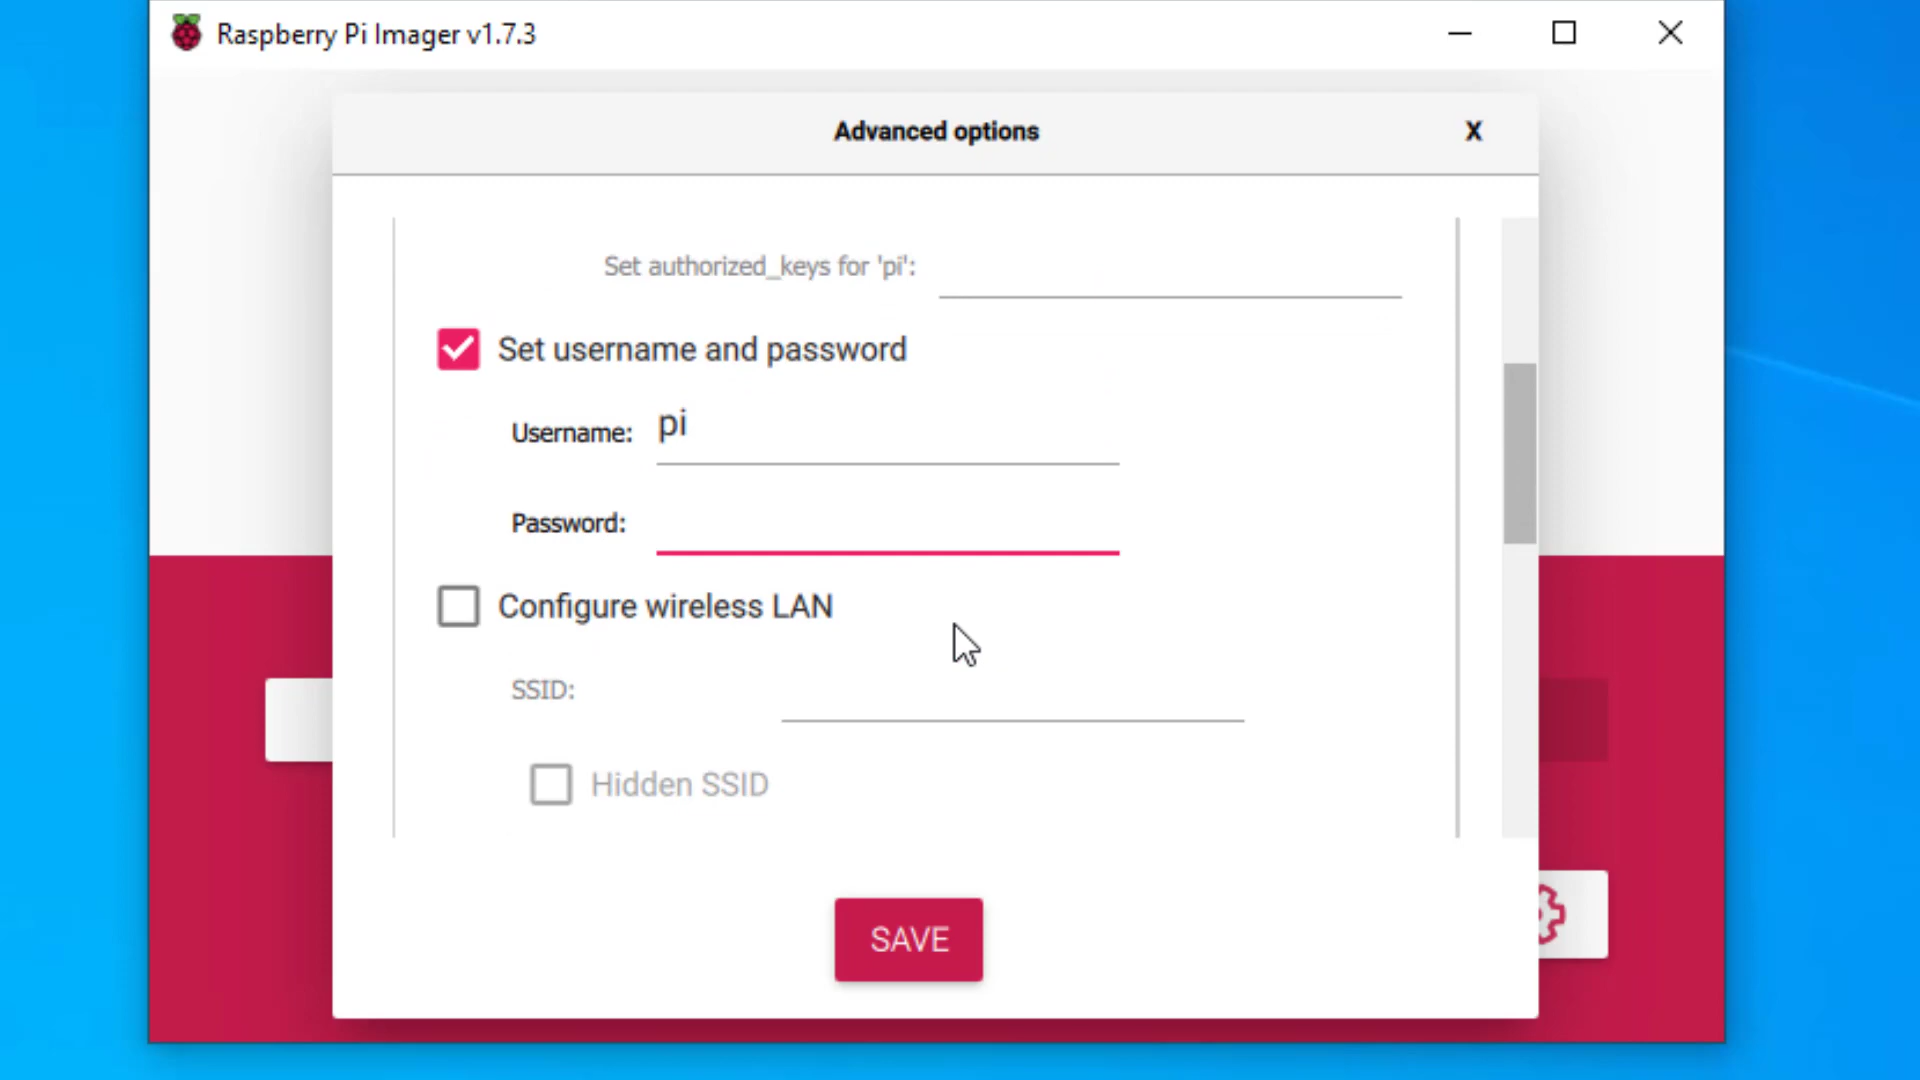 Raspberry Pi Imager v1.7.3
Advanced options
X
Set authorized_keys for 'pi':
Set username and password
Username: pi
Password:
Configure wireless LAN
SSID:
Hidden SSID
SAVE